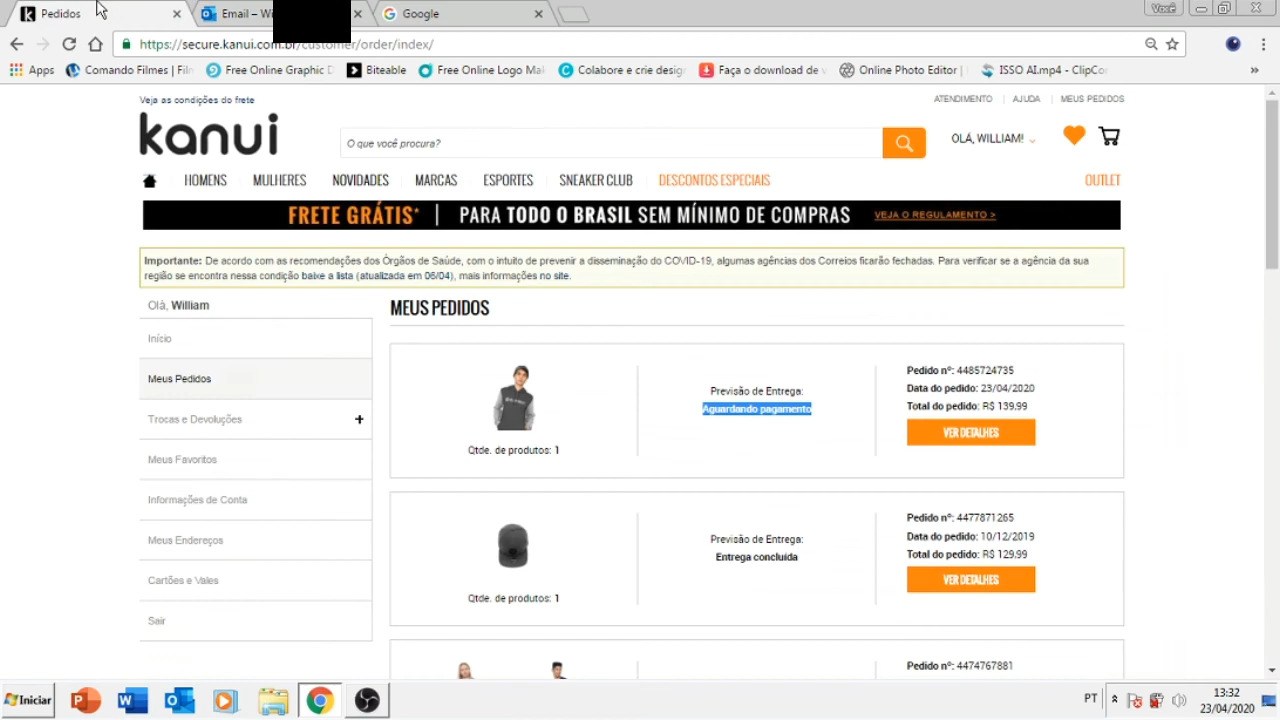 Pedidos
Email – Wi
Google
Você
https://secure.kanui.com.br/customer/order/index/
Apps
Comando Filmes | Film
Free Online Graphic D
Biteable
Free Online Logo Mak
Colabore e crie design
Faça o download de v
Online Photo Editor |
ISSO AI.mp4 - ClipCon
»
Veja as condições do frete
ATENDIMENTO | AJUDA | MEUS PEDIDOS
kanui
O que você procura?
OLÁ, WILLIAM!
HOMENS
MULHERES
NOVIDADES
MARCAS
ESPORTES
SNEAKER CLUB
DESCONTOS ESPECIAIS
OUTLET
FRETE GRÁTIS* | PARA TODO O BRASIL SEM MÍNIMO DE COMPRAS VEJA O REGULAMENTO >
Importante: De acordo com as recomendações dos Órgãos de Saúde, com o intuito de prevenir a disseminação do COVID-19, algumas agências dos Correios ficarão fechadas. Para verificar se a agência da sua
região se encontra nessa condição baixe a lista (atualizada em 06/04), mais informações no site.
Olá, William
Início
Meus Pedidos
Trocas e Devoluções +
Meus Favoritos
Informações de Conta
Meus Endereços
Cartões e Vales
Sair
MEUS PEDIDOS
Qtde. de produtos: 1
Previsão de Entrega:
Aguardando pagamento
Pedido nº: 4485724735
Data do pedido: 23/04/2020
Total do pedido: R$ 139,99
VER DETALHES
Qtde. de produtos: 1
Previsão de Entrega:
Entrega concluída
Pedido nº: 4477871265
Data do pedido: 10/12/2019
Total do pedido: R$ 129,99
VER DETALHES
Pedido nº: 4474767881
Iniciar
PT
13:32
23/04/2020